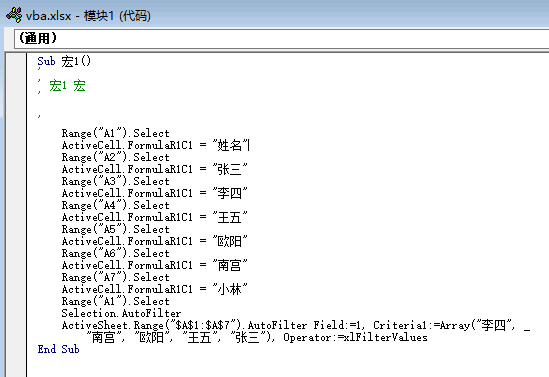 vba.xlsx - 模块1 (代码)
(通用)
Sub 宏1()
'
' 宏1 宏
'

'
Range("A1").Select
ActiveCell.FormulaR1C1 = "姓名"
Range("A2").Select
ActiveCell.FormulaR1C1 = "张三"
Range("A3").Select
ActiveCell.FormulaR1C1 = "李四"
Range("A4").Select
ActiveCell.FormulaR1C1 = "王五"
Range("A5").Select
ActiveCell.FormulaR1C1 = "欧阳"
Range("A6").Select
ActiveCell.FormulaR1C1 = "南宫"
Range("A7").Select
ActiveCell.FormulaR1C1 = "小林"
Range("A1").Select
Selection.AutoFilter
ActiveSheet.Range("$A$1:$A$7").AutoFilter Field:=1, Criteria1:=Array("李四", _
"南宫", "欧阳", "王五", "张三"), Operator:=xlFilterValues
End Sub